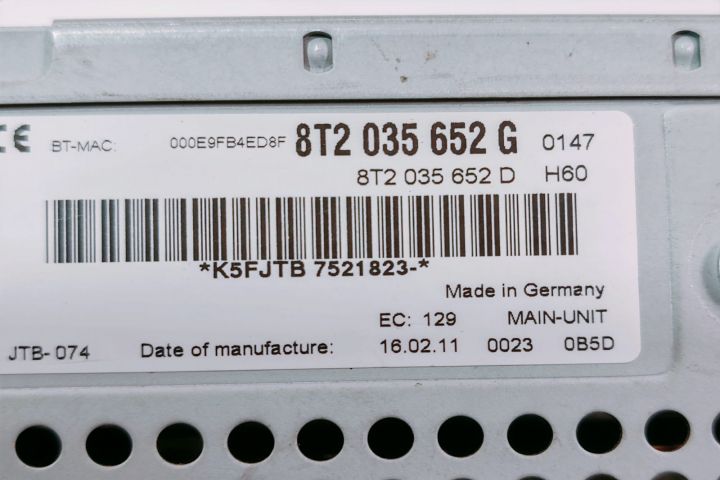 CE BT-MAC: 000E9FB4ED8F 8T2 035 652 G 0147
8T2 035 652 D H60
*K5FJTB 7521823-*
Made in Germany
EC: 129 MAIN-UNIT
JTB-074 Date of manufacture: 16.02.11 0023 0B5D